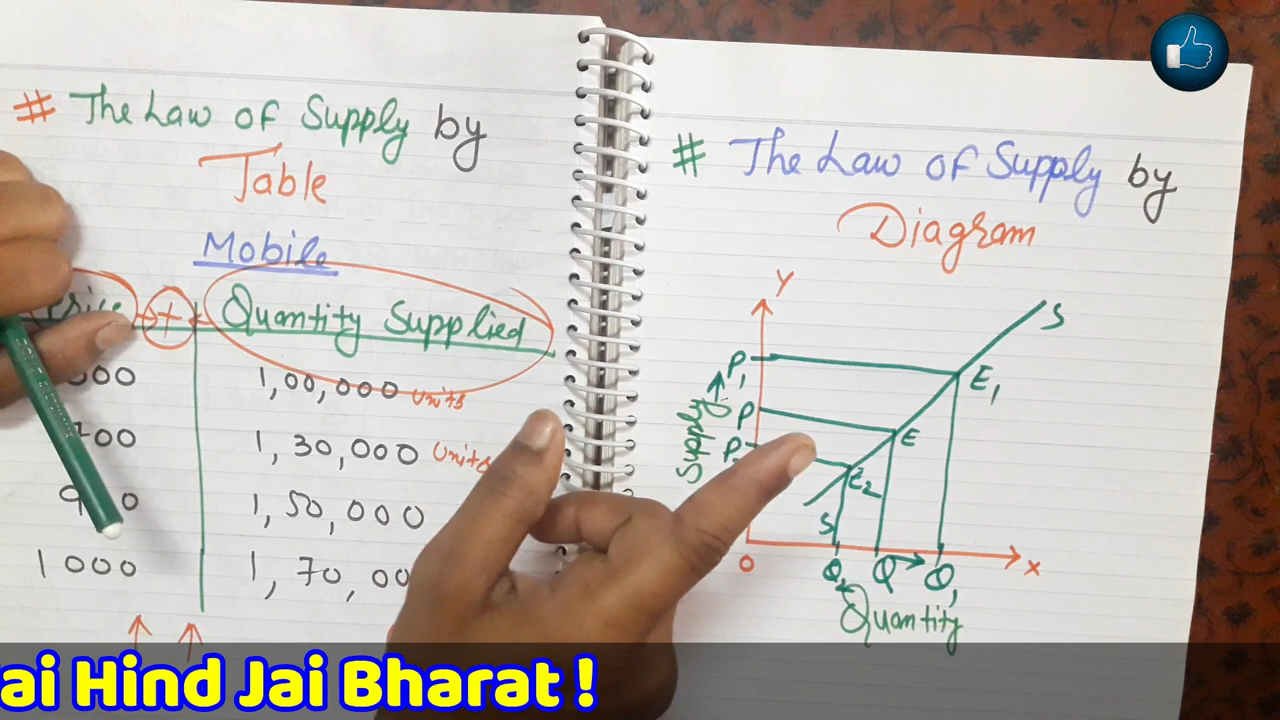 # The Law of Supply by
Table
Mobile
Price
Quantity Supplied
1,00,000 Units
1,30,000 Units
1,50,000
1000
1,70,00
# The Law of Supply by
Diagram
Y
S
P1
E1
Supply
P
E
P
E2
S
O
Q
Q
Q1
X
Quantity
ai Hind Jai Bharat !